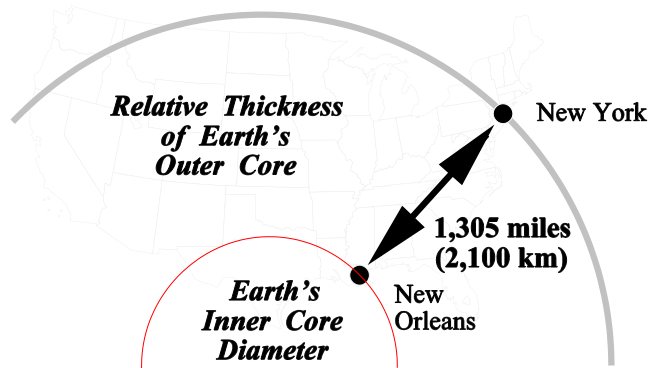 Relative Thickness
of Earth's
Outer Core
New York
1,305 miles
(2,100 km)
New
Orleans
Earth's
Inner Core
Diameter